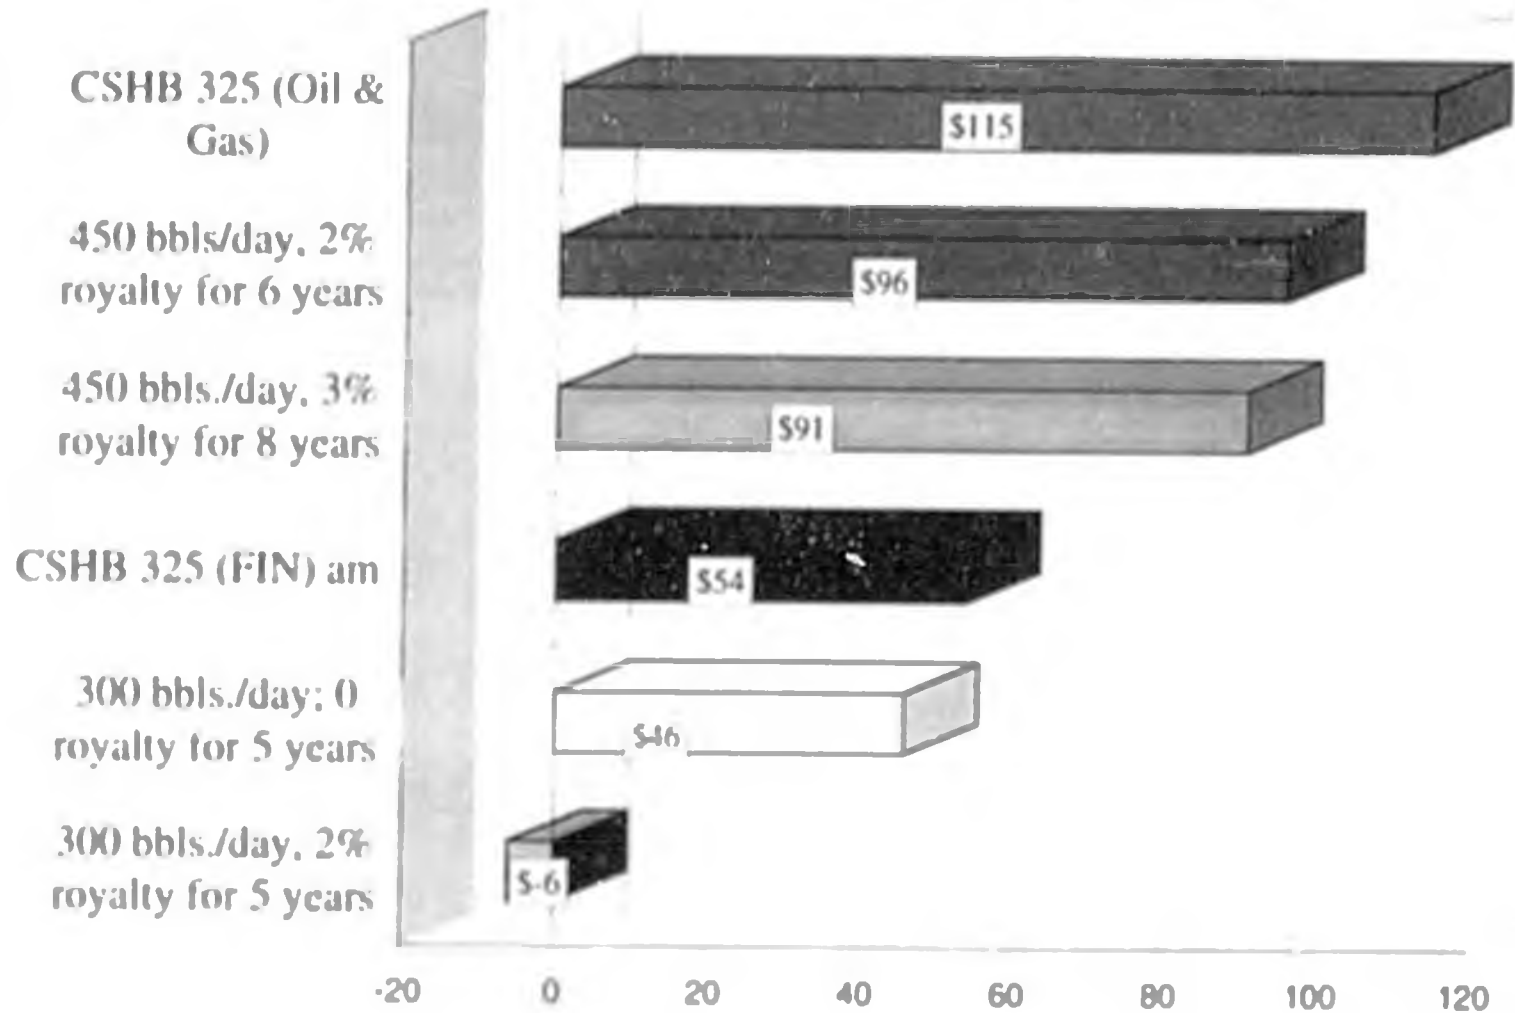 CSHB 325 (Oil &
Gas)
$115
450 bbls/day, 2%
royalty for 6 years
$96
450 bbls./day, 3%
royalty for 8 years
$91
CSHB 325 (FIN) am
$54
300 bbls./day; 0
royalty for 5 years
$46
300 bbls./day, 2%
royalty for 5 years
$-6
-20 0 20 40 60 80 100 120